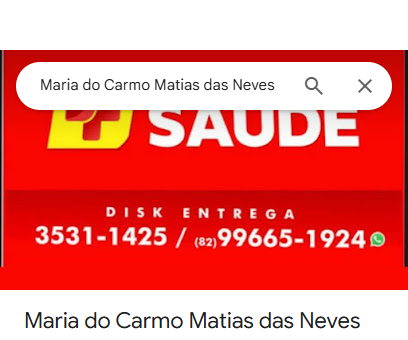 Maria do Carmo Matias das Neves
SAÚDE
DISK ENTREGA
3531-1425 / (82)99665-1924
Maria do Carmo Matias das Neves